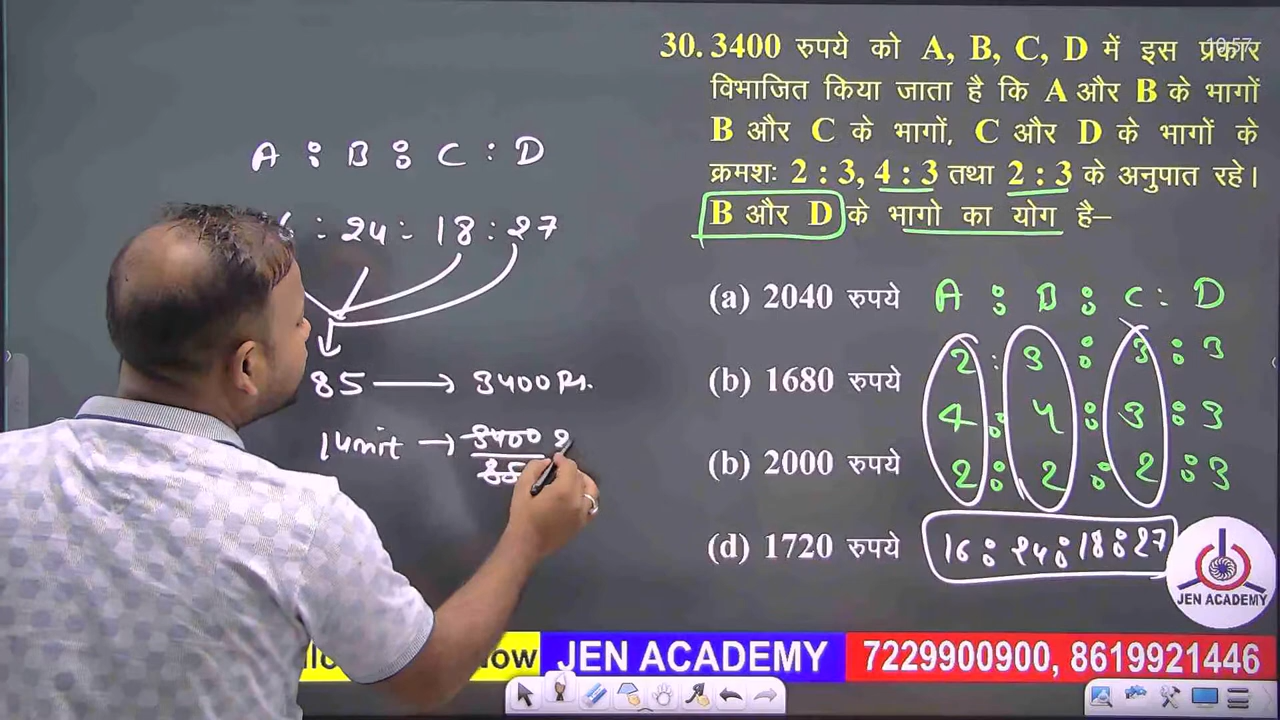 30. 3400 रुपये को A, B, C, D में इस प्रकार
विभाजित किया जाता है कि A और B के भागों
B और C के भागों, C और D के भागों के
क्रमशः 2 : 3, 4 : 3 तथा 2 : 3 के अनुपात रहे।
B और D के भागो का योग है–
(a) 2040 रुपये
(b) 1680 रुपये
(b) 2000 रुपये
(d) 1720 रुपये
A : B : C : D
2 : 3 : 3 : 3
4 : 4 : 3 : 3
2 : 2 : 2 : 3
16 : 24 : 18 : 27
A : B : C : D
: 24 : 18 : 27
85 → 3400 Rs.
1 unit → 3400
85
JEN ACADEMY
Now
JEN ACADEMY
7229900900, 8619921446